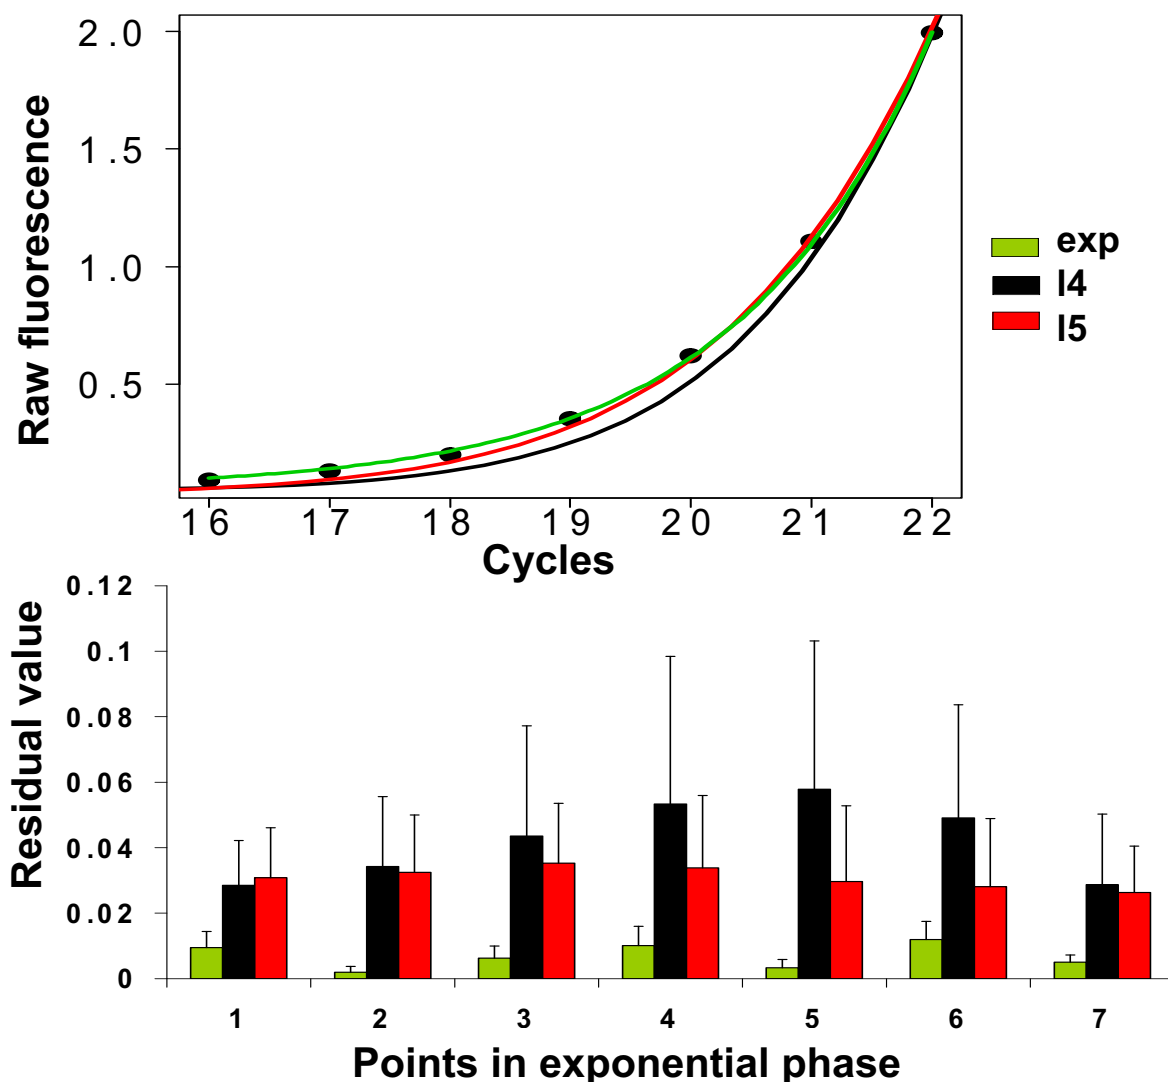 Raw fluorescence
2.0
1.5
1.0
0.5
16 17 18 19 20 21 22
Cycles
exp
l4
l5
Residual value
0.12
0.1
0.08
0.06
0.04
0.02
0
1 2 3 4 5 6 7
Points in exponential phase